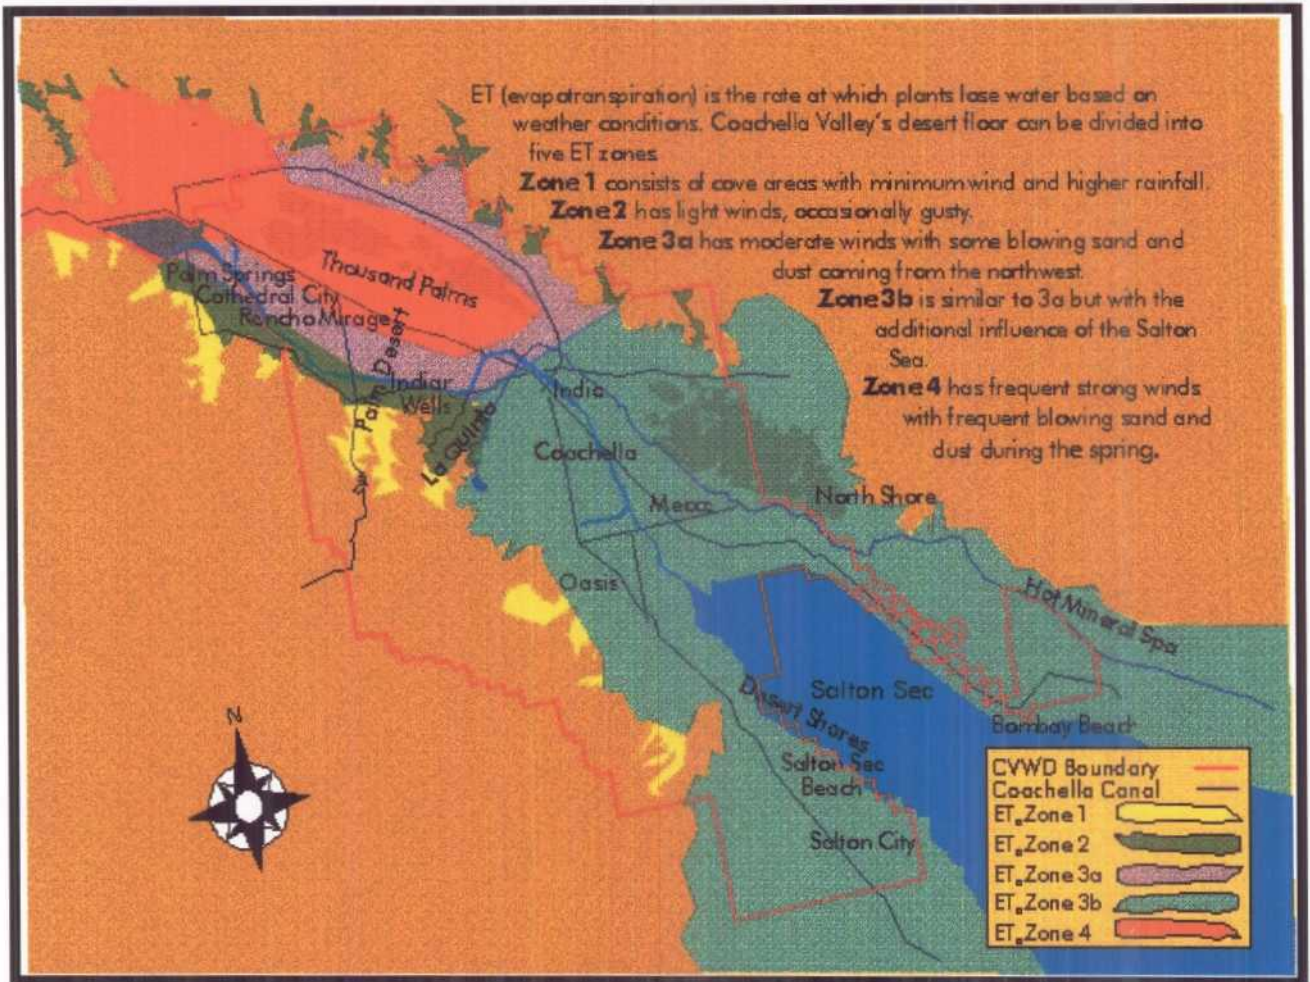 ET (evapotranspiration) is the rate at which plants lose water based on
weather conditions. Coachella Valley's desert floor can be divided into
five ET zones
Zone 1 consists of cove areas with minimum wind and higher rainfall.
Zone 2 has light winds, occasionally gusty.
Zone 3a has moderate winds with some blowing sand and
dust coming from the northwest.
Zone 3b is similar to 3a but with the
additional influence of the Salton
Sea.
Zone 4 has frequent strong winds
with frequent blowing sand and
dust during the spring.
Palm Springs
Cathedral City
Rancho Mirage
Thousand Palms
Palm Desert
Indian
Wells
La Quinta
Indio
Coachella
Mecca
North Shore
Oasis
Hot Mineral Spa
Salton Sea
Desert Shores
Bombay Beach
Salton Sea
Beach
Salton City
N
CVWD Boundary
Coachella Canal
ET. Zone 1
ET. Zone 2
ET. Zone 3a
ET. Zone 3b
ET. Zone 4